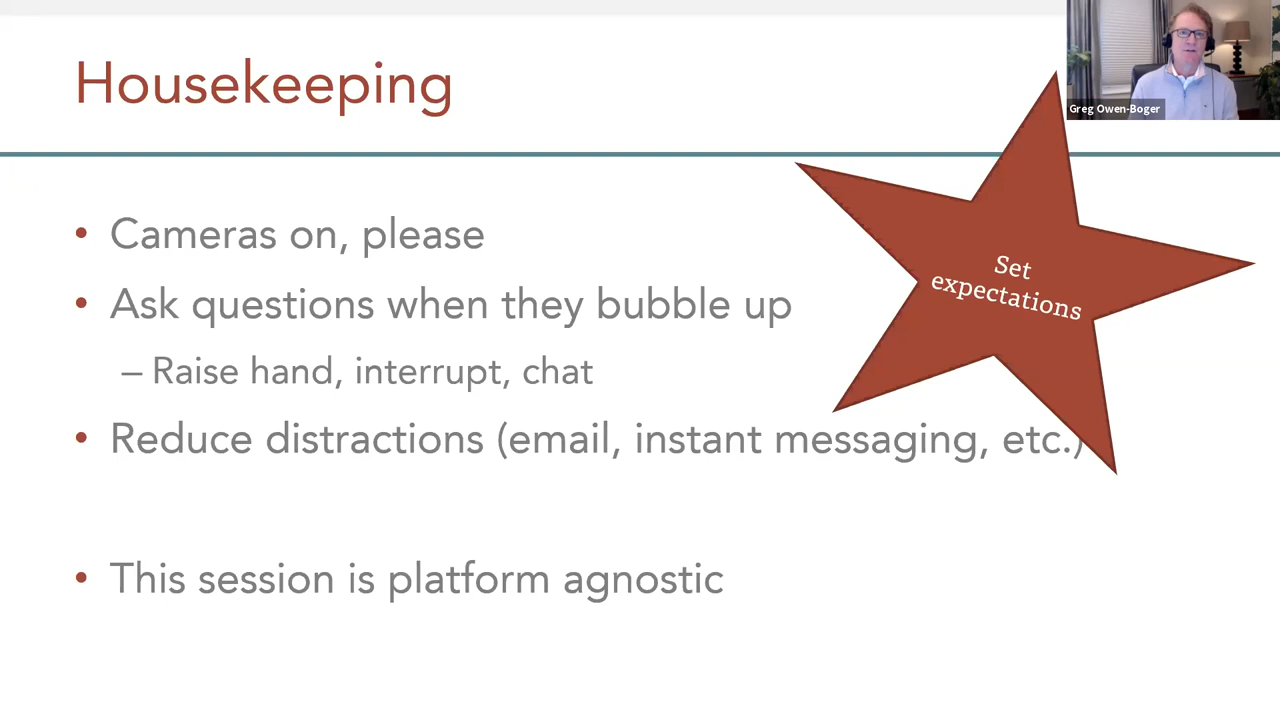 Housekeeping
Greg Owen-Boger
• Cameras on, please
• Ask questions when they bubble up
– Raise hand, interrupt, chat
• Reduce distractions (email, instant messaging, etc.)
• This session is platform agnostic
Set
expectations